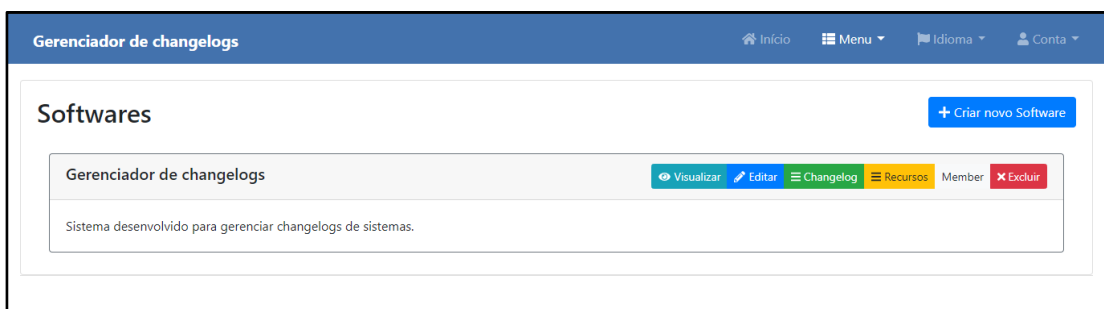 Gerenciador de changelogs Início Menu Idioma Conta
Softwares + Criar novo Software
Gerenciador de changelogs Visualizar Editar Changelog Recursos Member Excluir
Sistema desenvolvido para gerenciar changelogs de sistemas.